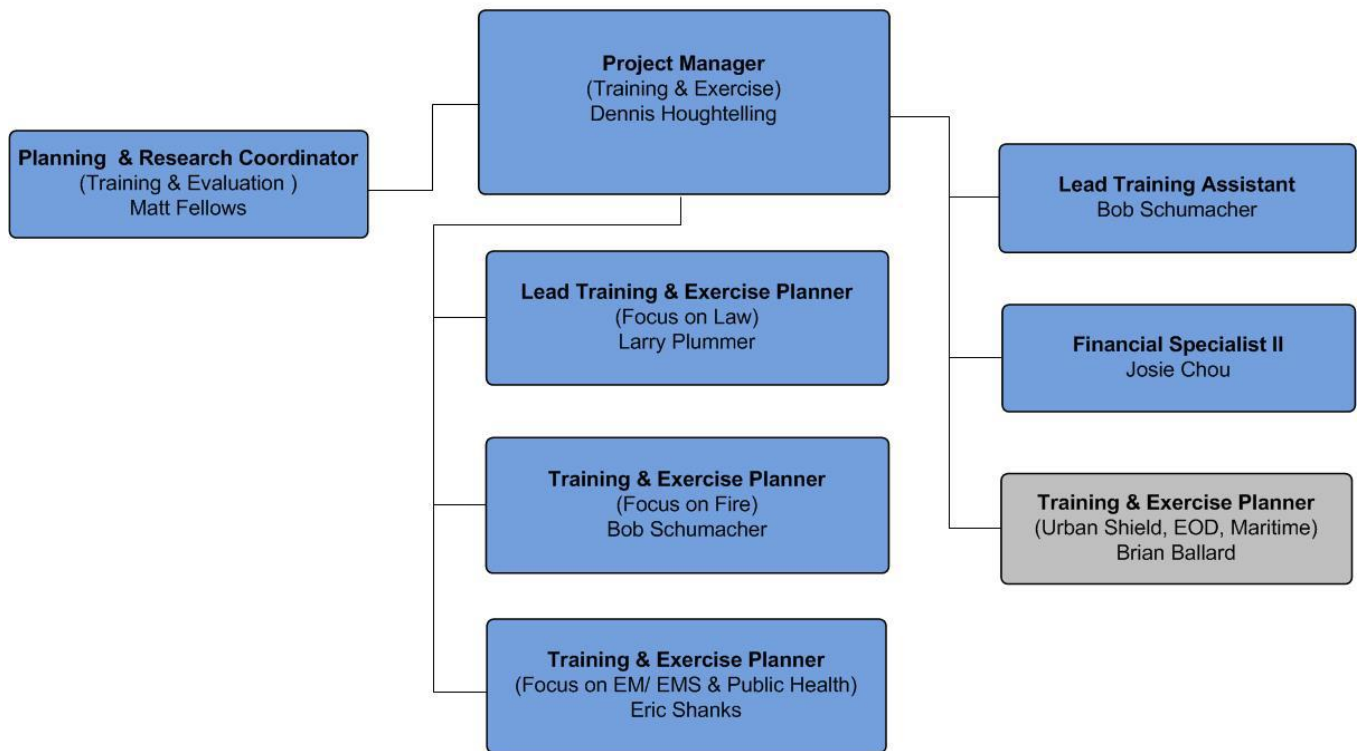 Project Manager
(Training & Exercise)
Dennis Houghtelling
Planning & Research Coordinator
(Training & Evaluation )
Matt Fellows
Lead Training Assistant
Bob Schumacher
Lead Training & Exercise Planner
(Focus on Law)
Larry Plummer
Financial Specialist II
Josie Chou
Training & Exercise Planner
(Focus on Fire)
Bob Schumacher
Training & Exercise Planner
(Urban Shield, EOD, Maritime)
Brian Ballard
Training & Exercise Planner
(Focus on EM/ EMS & Public Health)
Eric Shanks